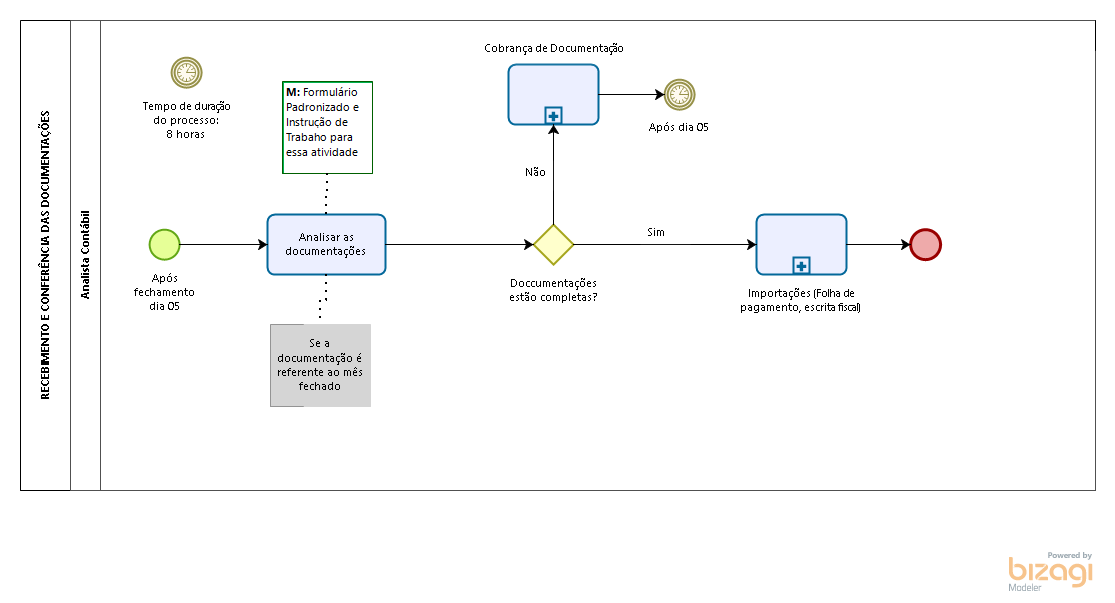 RECEBIMENTO E CONFERÊNCIA DAS DOCUMENTAÇÕES
Analista Contábil
Tempo de duração
do processo:
8 horas
M: Formulário
Padronizado e
Instrução de
Trabaho para
essa atividade
Cobrança de Documentação
Após dia 05
Não
Após
fechamento
dia 05
Analisar as
documentações
Doccumentações
estão completas?
Sim
Importações (Folha de
pagamento, escrita fiscal)
Se a
documentação é
referente ao mês
fechado
Powered by
bizagi
Modeler